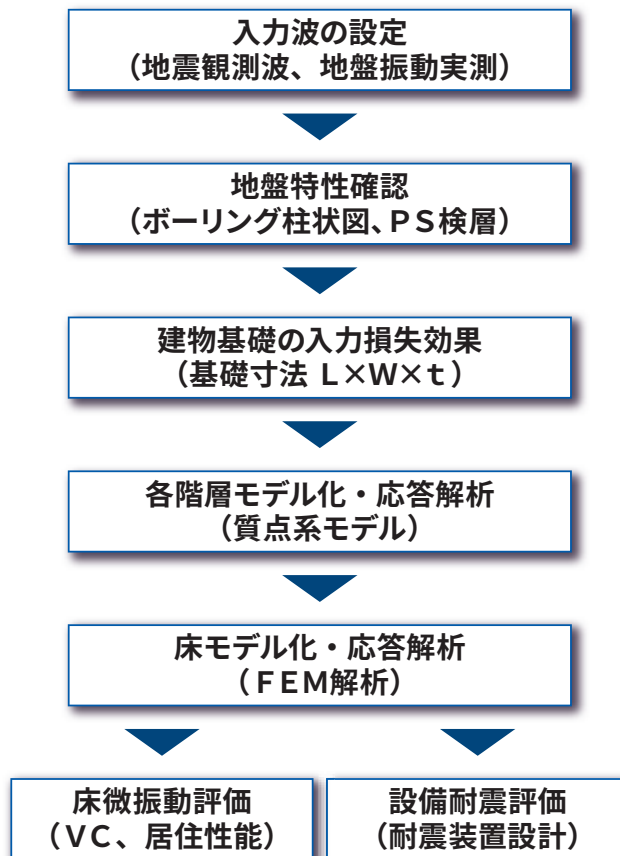 入力波の設定
（地震観測波、地盤振動実測）
地盤特性確認
（ボーリング柱状図、ＰＳ検層）
建物基礎の入力損失効果
（基礎寸法 Ｌ×Ｗ×ｔ）
各階層モデル化・応答解析
（質点系モデル）
床モデル化・応答解析
（ＦＥＭ解析）
床微振動評価
（ＶＣ、居住性能）
設備耐震評価
（耐震装置設計）